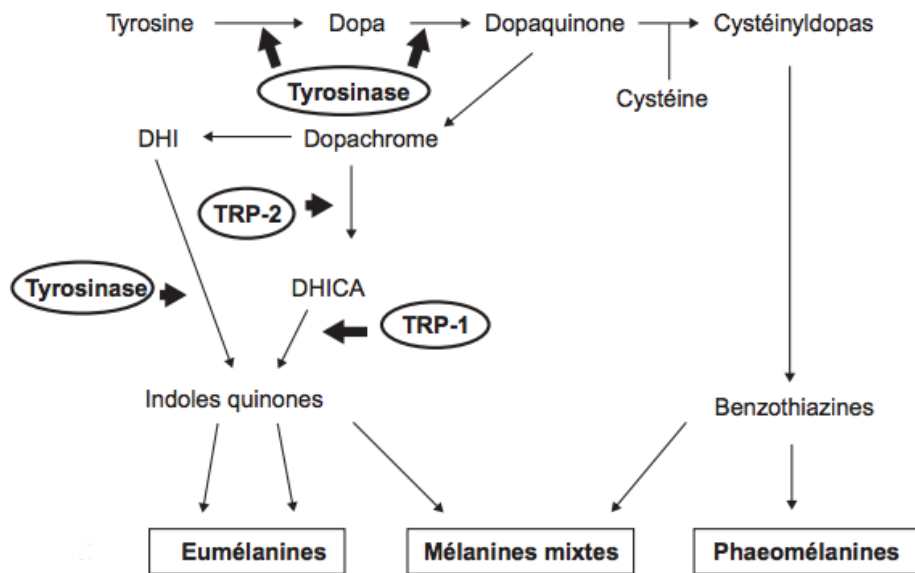 Tyrosine Dopa Dopaquinone Cystéinyldopas
Tyrosinase
Cystéine
DHI Dopachrome
TRP-2
Tyrosinase
DHICA
TRP-1
Indoles quinones
Benzothiazines
Eumélanines Mélanines mixtes Phaeomélanines